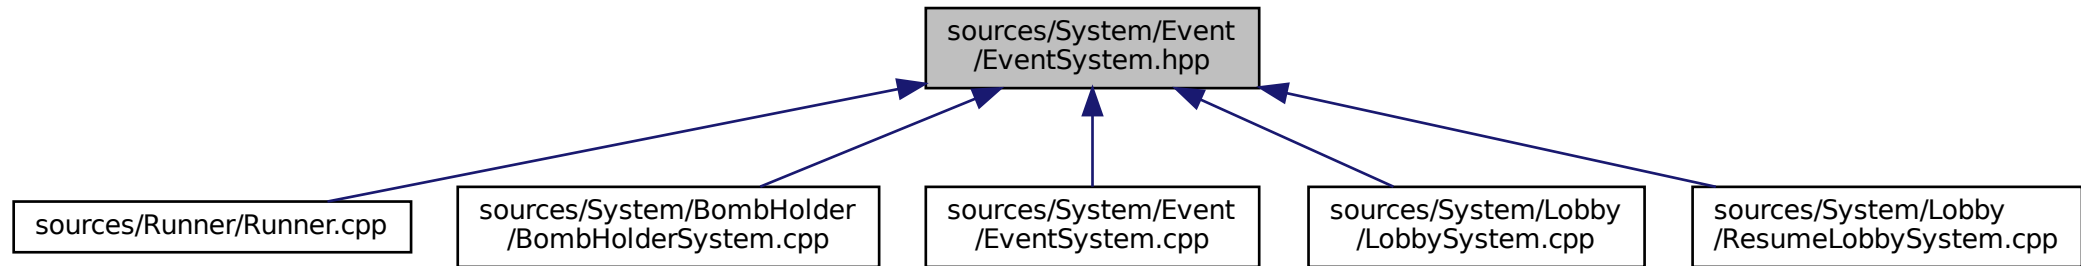 sources/System/Event
/EventSystem.hpp
sources/Runner/Runner.cpp
sources/System/BombHolder
/BombHolderSystem.cpp
sources/System/Event
/EventSystem.cpp
sources/System/Lobby
/LobbySystem.cpp
sources/System/Lobby
/ResumeLobbySystem.cpp